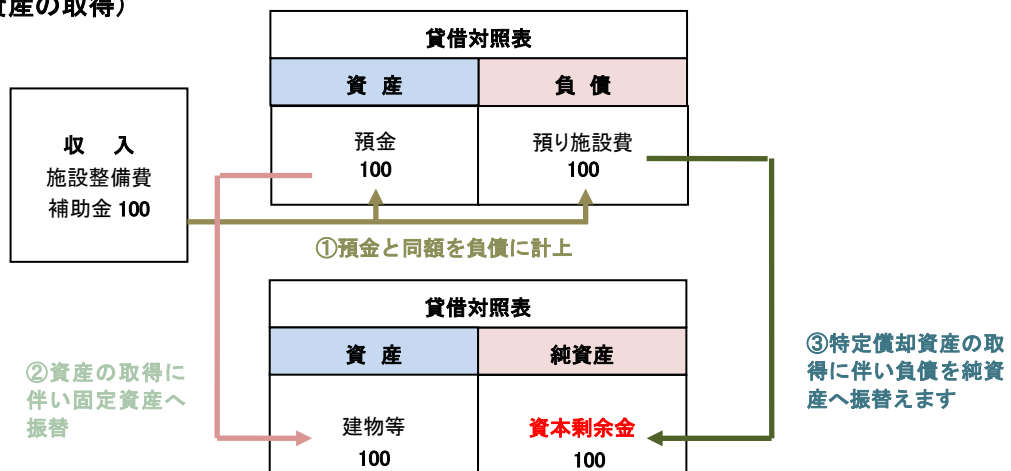 資産の取得)
貸借対照表
資 産 負 債
収 入
施設整備費
補助金 100
預金
100
預り施設費
100
①預金と同額を負債に計上
貸借対照表
資 産 純資産
②資産の取得に
伴い固定資産へ
振替
建物等
100
資本剰余金
100
③特定償却資産の取
得に伴い負債を純資
産へ振替えます